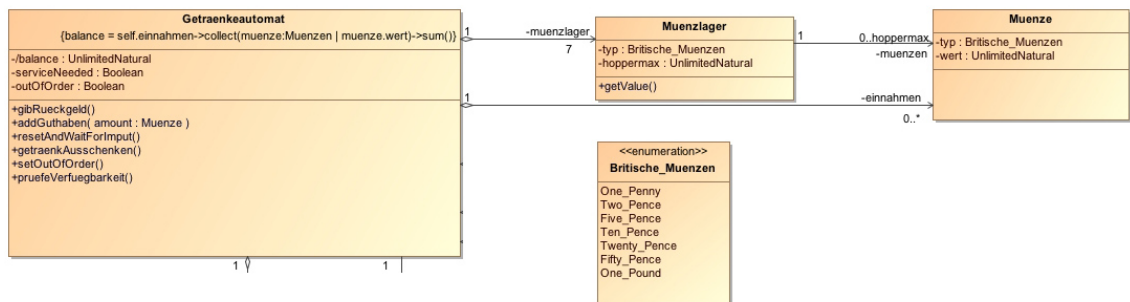 Getraenkeautomat
{balance = self.einnahmen->collect(muenze:Muenzen | muenze.wert)->sum()}
-/balance : UnlimitedNatural
-serviceNeeded : Boolean
-outOfOrder : Boolean
+gibRueckgeld()
+addGuthaben( amount : Muenze )
+resetAndWaitForImput()
+getraenkAusschenken()
+setOutOfOrder()
+pruefeVerfuegbarkeit()
1
-muenzlager
7
1
-einnahmen
0..*
1
1
Muenzlager
-typ : Britische_Muenzen
-hoppermax : UnlimitedNatural
+getValue()
1
0..hoppermax
-muenzen
Muenze
-typ : Britische_Muenzen
-wert : UnlimitedNatural
<<enumeration>>
Britische_Muenzen
One_Penny
Two_Pence
Five_Pence
Ten_Pence
Twenty_Pence
Fifty_Pence
One_Pound